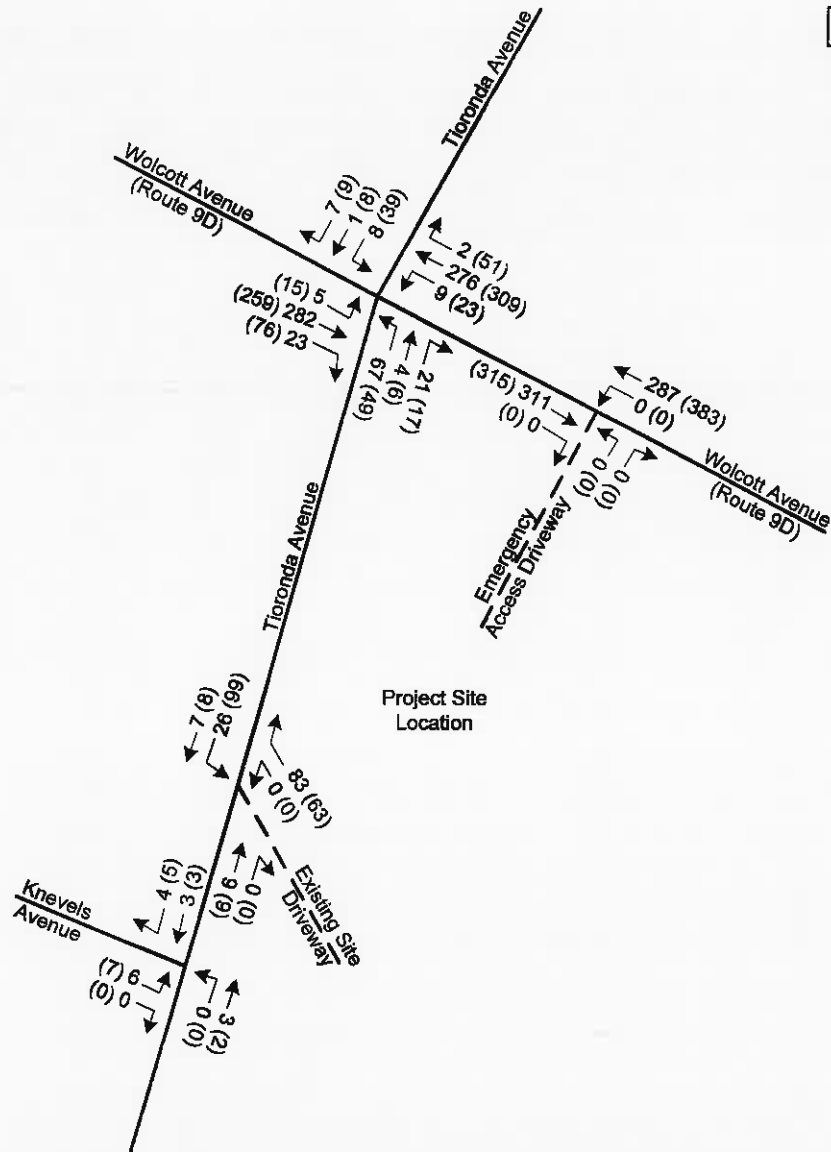 Tioronda Avenue
Wolcott Avenue
(Route 9D)
7 (9)
1 (8)
8 (39)
2 (51)
276 (309)
9 (23)
(15) 5
(259) 282
(76) 23
67 (49)
4 (6)
21 (17)
(315) 311
(0) 0
287 (383)
0 (0)
0 (0)
0 (0)
Wolcott Avenue
(Route 9D)
Emergency
Access Driveway
Tioronda Avenue
Project Site
Location
7 (8)
26 (99)
83 (63)
0 (0)
9 (9)
0 (0)
Existing Site
Driveway
4 (5)
3 (3)
Knevels
Avenue
(7) 6
(0) 0
0 (0)
3 (2)